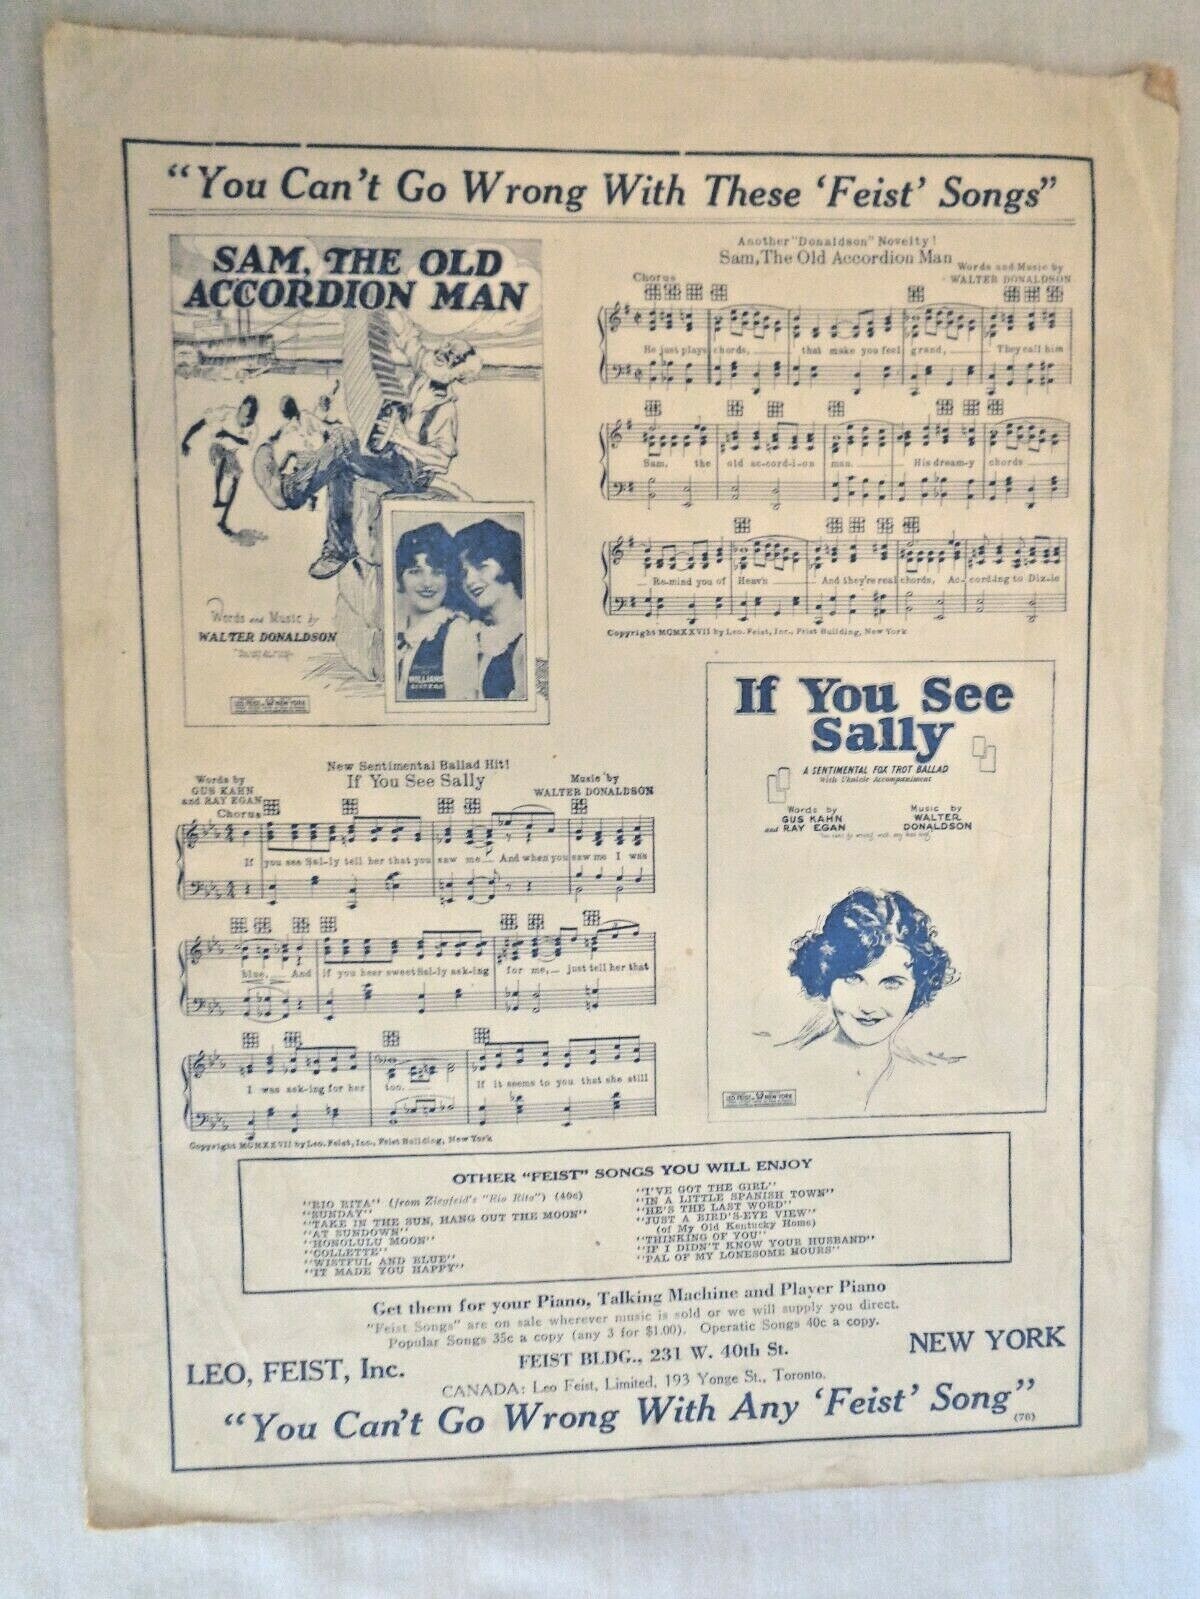 "You Can't Go Wrong With These 'Feist' Songs"
SAM, THE OLD
ACCORDION MAN
Words and Music by
WALTER DONALDSON
WILLIAMS
SISTERS
LEO FEIST NEW YORK
Another "Donaldson" Novelty!
Sam, The Old Accordion Man
Words and Music by
WALTER DONALDSON
Chorus
He just plays chords, that make you feel grand, They call him
Sam, the old ac-cord-i-on man. His dream-y chords
Re-mind you of Heav'n And they're real chords, Ac-cord-ing to Dix-ie
Copyright MCMXXVII by Leo. Feist, Inc., Feist Building, New York
If You See
Sally
A SENTIMENTAL FOX TROT BALLAD
With Ukulele Accompaniment
Words by
GUS KAHN
and RAY EGAN
Music by
WALTER
DONALDSON
LEO FEIST NEW YORK
New Sentimental Ballad Hit!
If You See Sally
Words by
GUS KAHN
and RAY EGAN
Music by
WALTER DONALDSON
Chorus
If you see Sal-ly tell her that you saw me And when you saw me I was
blue, And if you hear sweet Sal-ly ask-ing for me, just tell her that
I was ask-ing for her too. If it seems to you that she still
Copyright MCMXXVII by Leo. Feist, Inc., Feist Building, New York
OTHER "FEIST" SONGS YOU WILL ENJOY
"RIO RITA" (from Ziegfeld's "Rio Rita") (40c)
"SUNDAY"
"TAKE IN THE SUN, HANG OUT THE MOON"
"AT SUNDOWN"
"HONOLULU MOON"
"COLLETTE"
"WISTFUL AND BLUE"
"IT MADE YOU HAPPY"
"I'VE GOT THE GIRL"
"IN A LITTLE SPANISH TOWN"
"HE'S THE LAST WORD"
"JUST A BIRD'S-EYE VIEW"
(of My Old Kentucky Home)
"THINKING OF YOU"
"IF I DIDN'T KNOW YOUR HUSBAND"
"PAL OF MY LONESOME HOURS"
Get them for your Piano, Talking Machine and Player Piano
"Feist Songs" are on sale wherever music is sold or we will supply you direct.
Popular Songs 35c a copy (any 3 for $1.00). Operatic Songs 40c a copy.
LEO, FEIST, Inc.
FEIST BLDG., 231 W. 40th St.
NEW YORK
CANADA: Leo Feist, Limited, 193 Yonge St., Toronto.
"You Can't Go Wrong With Any 'Feist' Song"
(76)